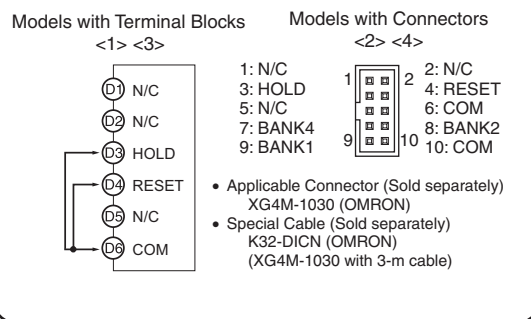 Models with Terminal Blocks
<1> <3>
D1 N/C
D2 N/C
D3 HOLD
D4 RESET
D5 N/C
D6 COM
Models with Connectors
<2> <4>
1: N/C
3: HOLD
5: N/C
7: BANK4
9: BANK1
1 2
9 10
2: N/C
4: RESET
6: COM
8: BANK2
10: COM
• Applicable Connector (Sold separately)
XG4M-1030 (OMRON)
• Special Cable (Sold separately)
K32-DICN (OMRON)
(XG4M-1030 with 3-m cable)